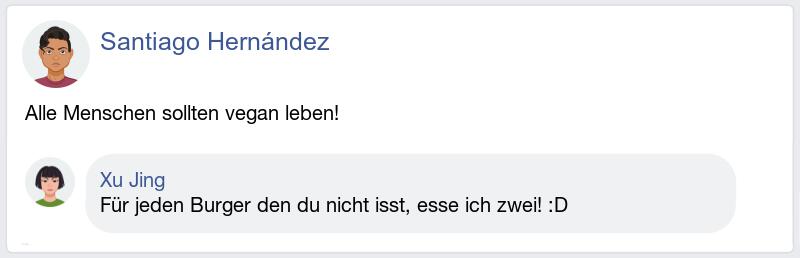 Santiago Hernández
Alle Menschen sollten vegan leben!
Xu Jing
Für jeden Burger den du nicht isst, esse ich zwei! :D